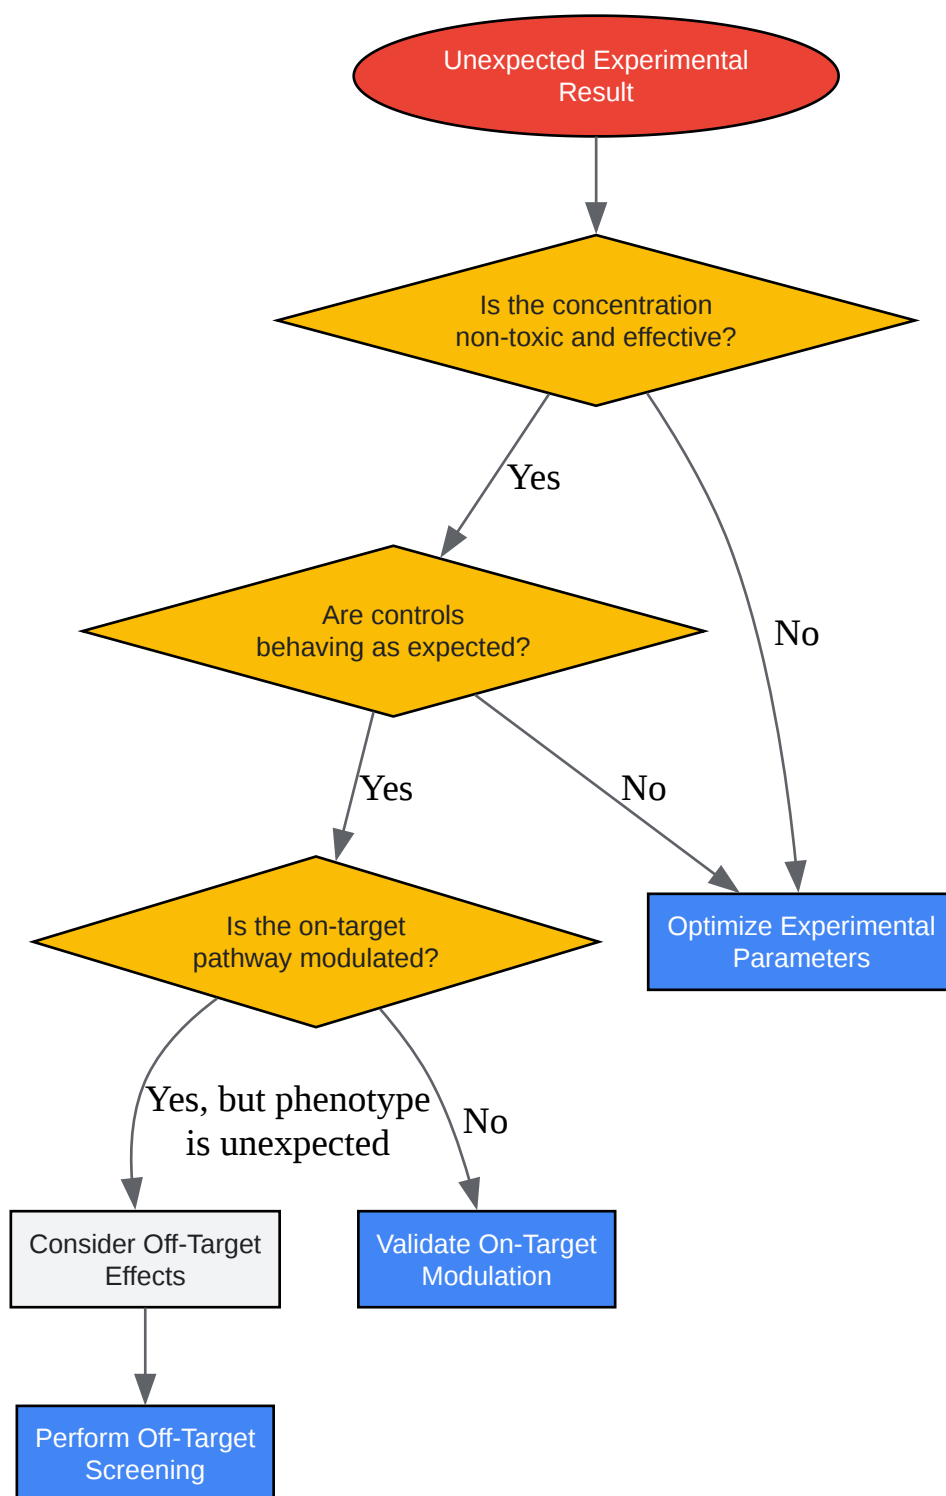 Unexpected Experimental
Result
Is the concentration
non-toxic and effective?
Yes
Are controls
behaving as expected?
No
Yes
No
Is the on-target
pathway modulated?
Optimize Experimental
Parameters
Yes, but phenotype
is unexpected
No
Consider Off-Target
Effects
Validate On-Target
Modulation
Perform Off-Target
Screening